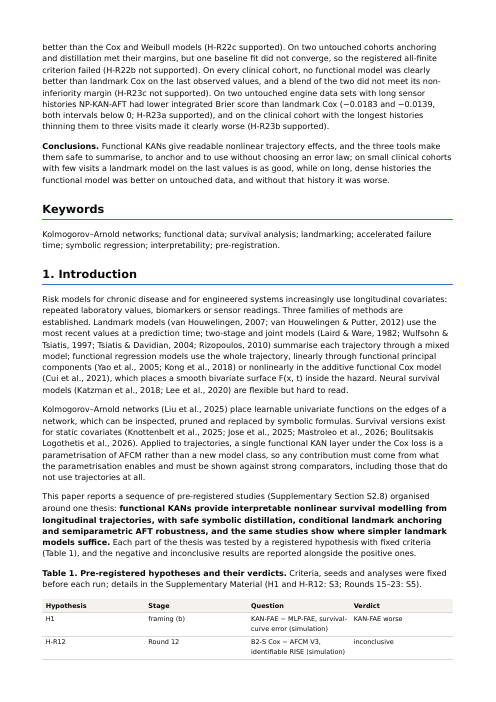 better than the Cox and Weibull models (H-R22c supported). On two untouched cohorts anchoring
and distillation met their margins, but one baseline fit did not converge, so the registered all-finite
criterion failed (H-R22b not supported). On every clinical cohort, no functional model was clearly
better than landmark Cox on the last observed values, and a blend of the two did not meet its non-
inferiority margin (H-R23c not supported). On two untouched engine data sets with long sensor
histories NP-KAN-AFT had lower integrated Brier score than landmark Cox (−0.0183 and −0.0139,
both intervals below 0; H-R23a supported), and on the clinical cohort with the longest histories
thinning them to three visits made it clearly worse (H-R23b supported).
Conclusions. Functional KANs give readable nonlinear trajectory effects, and the three tools make
them safe to summarise, to anchor and to use without choosing an error law; on small clinical cohorts
with few visits a landmark model on the last values is as good, while on long, dense histories the
functional model was better on untouched data, and without that history it was worse.
Keywords
Kolmogorov–Arnold networks; functional data; survival analysis; landmarking; accelerated failure
time; symbolic regression; interpretability; pre-registration.
1. Introduction
Risk models for chronic disease and for engineered systems increasingly use longitudinal covariates:
repeated laboratory values, biomarkers or sensor readings. Three families of methods are
established. Landmark models (van Houwelingen, 2007; van Houwelingen & Putter, 2012) use the
most recent values at a prediction time; two-stage and joint models (Laird & Ware, 1982; Wulfsohn &
Tsiatis, 1997; Tsiatis & Davidian, 2004; Rizopoulos, 2010) summarise each trajectory through a mixed
model; functional regression models use the whole trajectory, linearly through functional principal
components (Yao et al., 2005; Kong et al., 2018) or nonlinearly in the additive functional Cox model
(Cui et al., 2021), which places a smooth bivariate surface F(x, t) inside the hazard. Neural survival
models (Katzman et al., 2018; Lee et al., 2020) are flexible but hard to read.
Kolmogorov–Arnold networks (Liu et al., 2025) place learnable univariate functions on the edges of a
network, which can be inspected, pruned and replaced by symbolic formulas. Survival versions exist
for static covariates (Knottenbelt et al., 2025; Jose et al., 2025; Mastroleo et al., 2026; Boulitsakis
Logothetis et al., 2026). Applied to trajectories, a single functional KAN layer under the Cox loss is a
parametrisation of AFCM rather than a new model class, so any contribution must come from what
the parametrisation enables and must be shown against strong comparators, including those that do
not use trajectories at all.
This paper reports a sequence of pre-registered studies (Supplementary Section S2.8) organised
around one thesis: functional KANs provide interpretable nonlinear survival modelling from
longitudinal trajectories, with safe symbolic distillation, conditional landmark anchoring
and semiparametric AFT robustness, and the same studies show where simpler landmark
models suffice. Each part of the thesis was tested by a registered hypothesis with fixed criteria
(Table 1), and the negative and inconclusive results are reported alongside the positive ones.
Table 1. Pre-registered hypotheses and their verdicts. Criteria, seeds and analyses were fixed
before each run; details in the Supplementary Material (H1 and H-R12: S3; Rounds 15–23: S5).
Hypothesis Stage Question Verdict
H1 framing (b) KAN-FAE − MLP-FAE, survival- KAN-FAE worse
curve error (simulation)
H-R12 Round 12 B2-S Cox − AFCM V3, inconclusive
identifiable RISE (simulation)